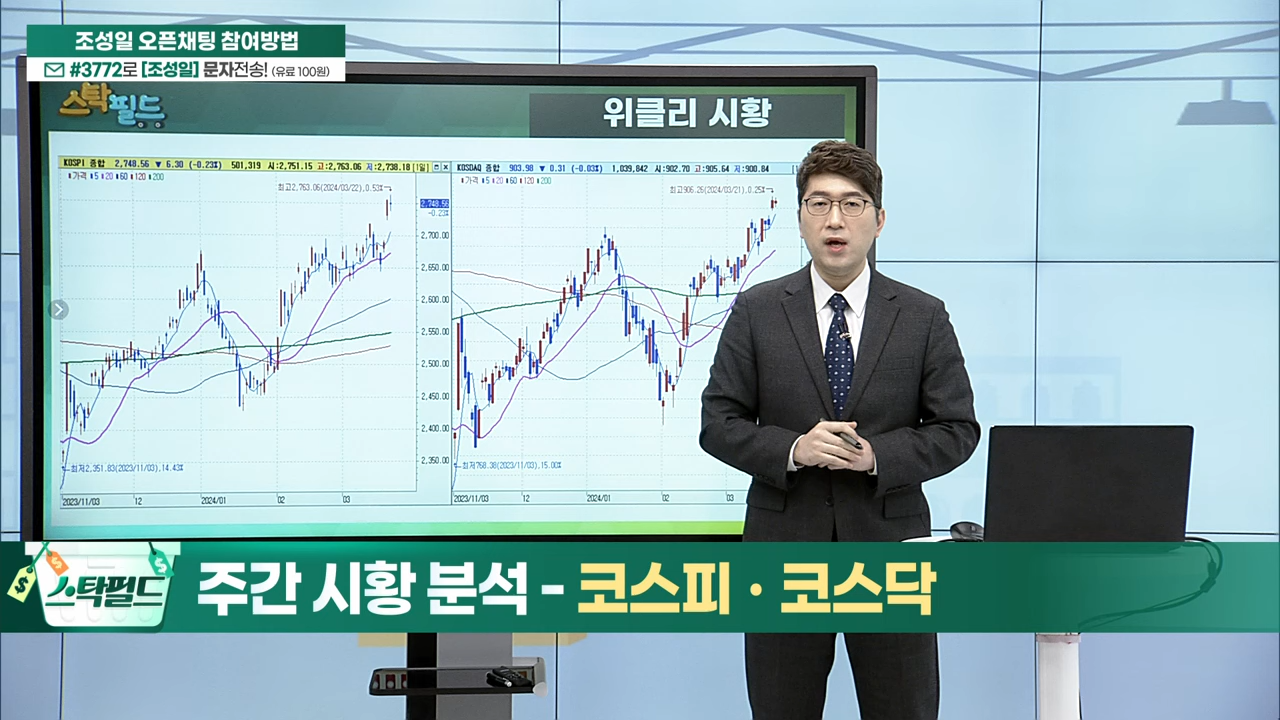 조성일 오픈채팅 참여방법
#3772로 [조성일] 문자전송! (유료 100원)
스탁필드
위클리 시황
KOSPI 종합 2,748.56 ▼ 6.30 (-0.23%) 501,319 시:2,751.15 고:2,763.06 저:2,738.18 [1일]
가격 5 20 60 120 200
최고2,763.06(2024/03/22),0.53%
2,748.56
-0.23%
2,700.00
2,650.00
2,600.00
2,550.00
2,500.00
2,450.00
2,400.00
2,350.00
최저2,351.83(2023/11/03),14.43%
2023/11/03 12 2024/01 02 03
KOSDAQ 종합 903.98 ▼ 0.31 (-0.03%) 1,039,842 시:902.70 고:905.64 저:900.84
가격 5 20 60 120 200
최고906.26(2024/03/21),0.25%
최저768.38(2023/11/03),15.00%
2023/11/03 12 2024/01 02 03
스탁필드
주간 시황 분석 - 코스피 · 코스닥